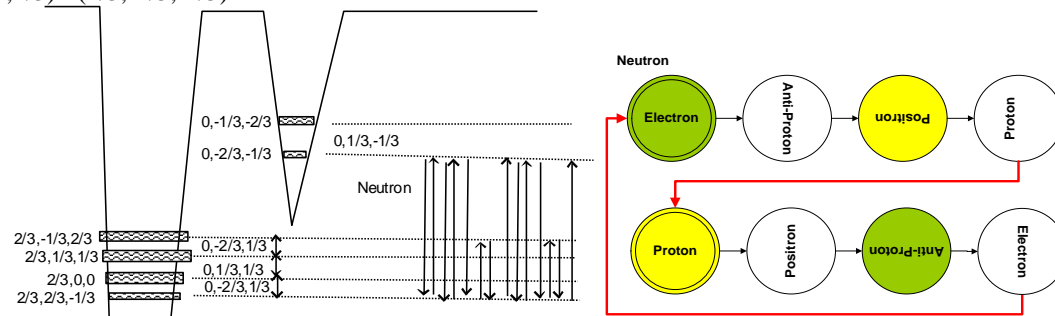 0,-1/3,-2/3
0,1/3,-1/3
0,-2/3,-1/3
Neutron
2/3,-1/3,2/3
0,-2/3,1/3
2/3,1/3,1/3
0,1/3,1/3
2/3,0,0
0,-2/3,1/3
2/3,2/3,-1/3
Neutron
Electron
Anti-Proton
Positron
Proton
Proton
Positron
Anti-Proton
Electron